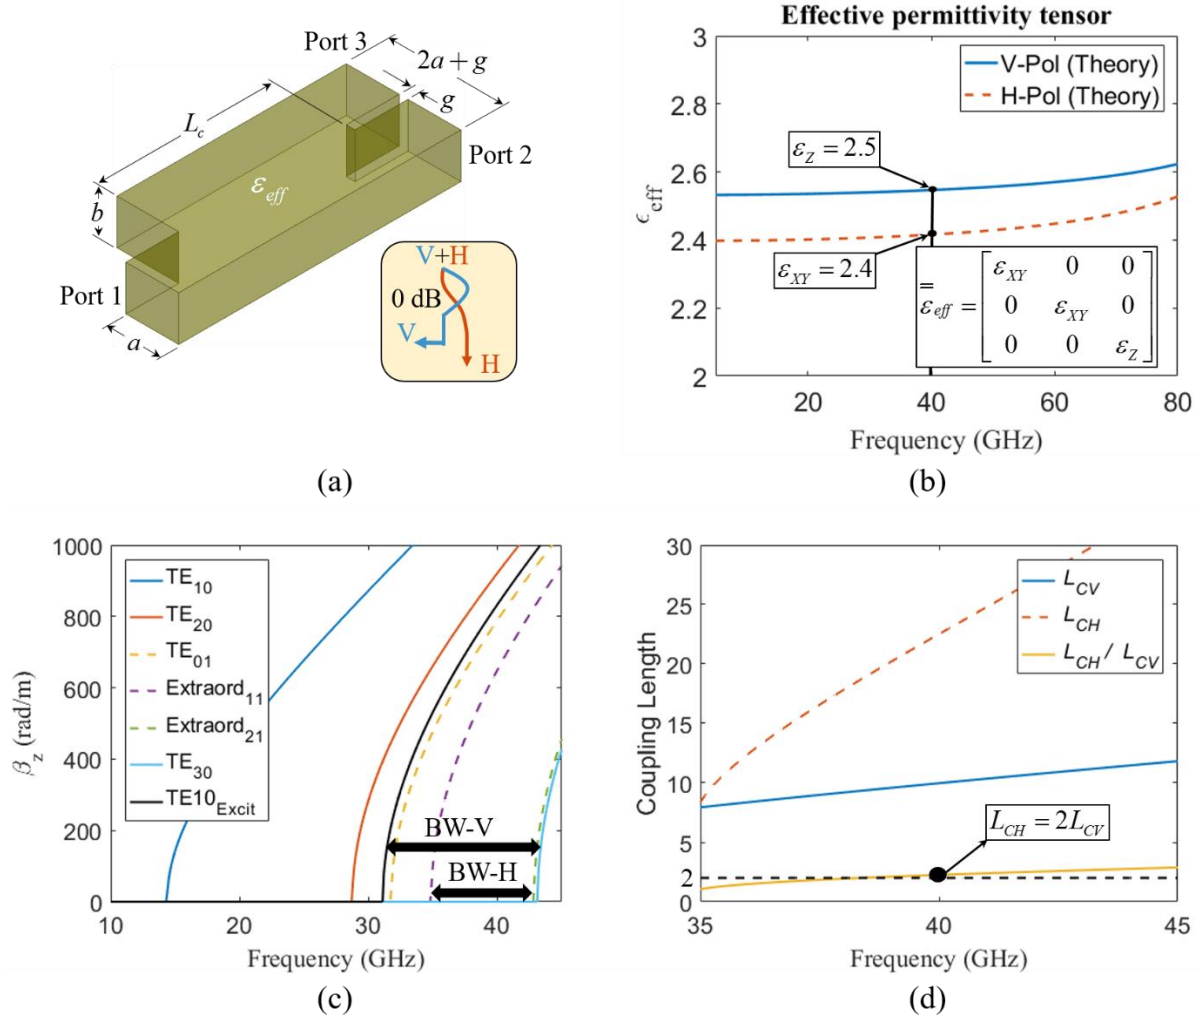 Port 3
2a + g
g
L_c
Port 2
b
ε_eff
Port 1
a
V+H
0 dB
V
H
(a)
Effective permittivity tensor
3
2.8
2.6
2.4
2.2
2
ϵ_eff
V-Pol (Theory)
H-Pol (Theory)
ε_Z = 2.5
ε_XY = 2.4
ε_eff = [ ε_XY 0 0
0 ε_XY 0
0 0 ε_Z ]
20 40 60 80
Frequency (GHz)
(b)
1000
800
600
400
200
0
β_z (rad/m)
TE_10
TE_20
TE_01
Extraord_11
Extraord_21
TE_30
TE10_Excit
BW-V
BW-H
10 20 30 40
Frequency (GHz)
(c)
30
25
20
15
10
5
2
0
Coupling Length
L_CV
L_CH
L_CH / L_CV
L_CH = 2L_CV
35 40 45
Frequency (GHz)
(d)